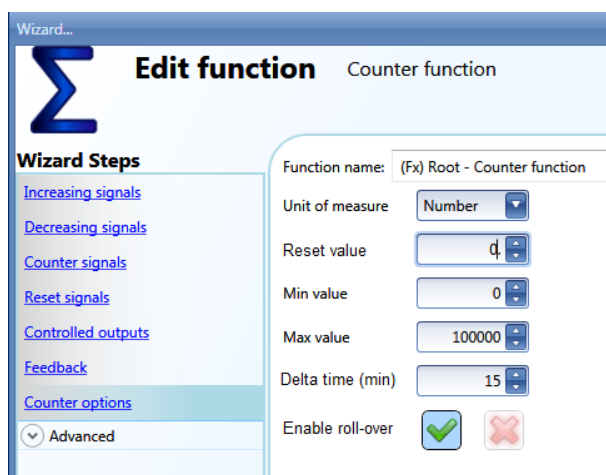 Wizard...
Edit function Counter function
Wizard Steps
Increasing signals
Decreasing signals
Counter signals
Reset signals
Controlled outputs
Feedback
Counter options
Advanced
Function name: (Fx) Root - Counter function
Unit of measure Number
Reset value 0.
Min value 0
Max value 100000
Delta time (min) 15
Enable roll-over